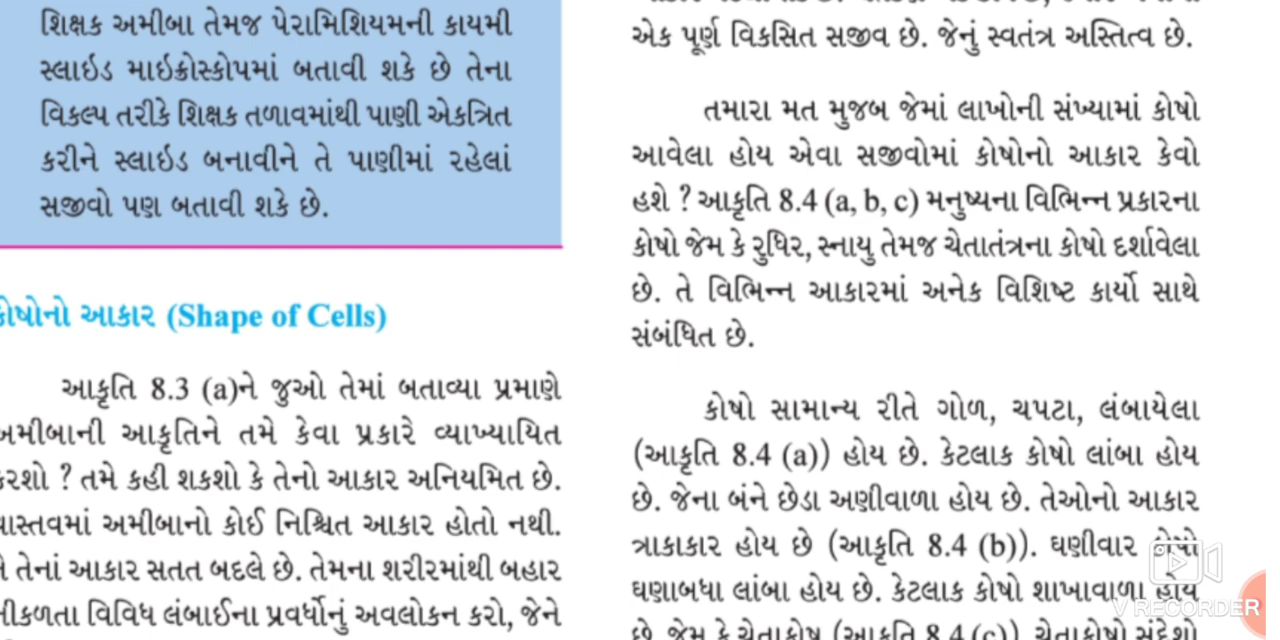 શિક્ષક અમીબા તેમજ પેરામિશિયમની કાયમી
સ્લાઇડ માઇક્રોસ્કોપમાં બતાવી શકે છે તેના
વિકલ્પ તરીકે શિક્ષક તળાવમાંથી પાણી એકત્રિત
કરીને સ્લાઇડ બનાવીને તે પાણીમાં રહેલાં
સજીવો પણ બતાવી શકે છે.
કોષોનો આકાર (Shape of Cells)
આકૃતિ 8.3 (a)ને જુઓ તેમાં બતાવ્યા પ્રમાણે
અમીબાની આકૃતિને તમે કેવા પ્રકારે વ્યાખ્યાયિત
કરશો ? તમે કહી શકશો કે તેનો આકાર અનિયમિત છે.
વાસ્તવમાં અમીબાનો કોઈ નિશ્ચિત આકાર હોતો નથી.
તેનાં આકાર સતત બદલે છે. તેમના શરીરમાંથી બહાર
નીકળતા વિવિધ લંબાઈના પ્રવર્ધોનું અવલોકન કરો, જેને
એક પૂર્ણ વિકસિત સજીવ છે. જેનું સ્વતંત્ર અસ્તિત્વ છે.
તમારા મત મુજબ જેમાં લાખોની સંખ્યામાં કોષો
આવેલા હોય એવા સજીવોમાં કોષોનો આકાર કેવો
હશે ? આકૃતિ 8.4 (a, b, c) મનુષ્યના વિભિન્ન પ્રકારના
કોષો જેમ કે રુધિર, સ્નાયુ તેમજ ચેતાતંત્રના કોષો દર્શાવેલા
છે. તે વિભિન્ન આકારમાં અનેક વિશિષ્ટ કાર્યો સાથે
સંબંધિત છે.
કોષો સામાન્ય રીતે ગોળ, ચપટા, લંબાયેલા
(આકૃતિ 8.4 (a)) હોય છે. કેટલાક કોષો લાંબા હોય
છે. જેના બંને છેડા અણીવાળા હોય છે. તેઓનો આકાર
ત્રાકાકાર હોય છે (આકૃતિ 8.4 (b)). ઘણીવાર કોષો
ઘણાબધા લાંબા હોય છે. કેટલાક કોષો શાખાવાળા હોય
છે. જેમ કે ચેતાકોષ (આકૃતિ 8.4 (c)) ચેતાકોષો સંદેશો
V RECORDER